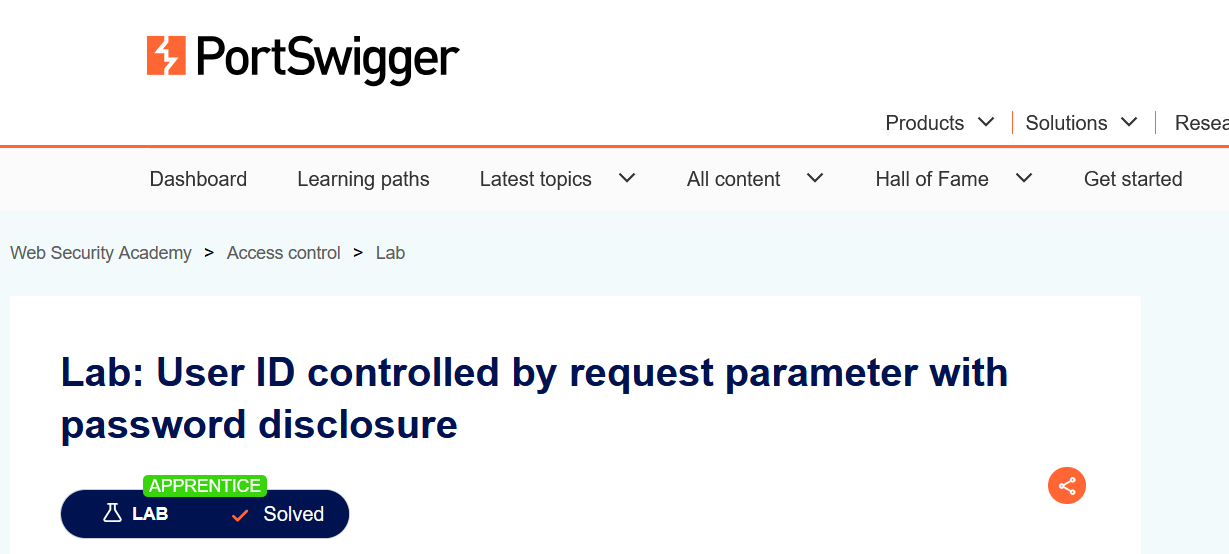 PortSwigger
Products Solutions Resea
Dashboard Learning paths Latest topics All content Hall of Fame Get started
Web Security Academy > Access control > Lab
Lab: User ID controlled by request parameter with
password disclosure
APPRENTICE
LAB Solved